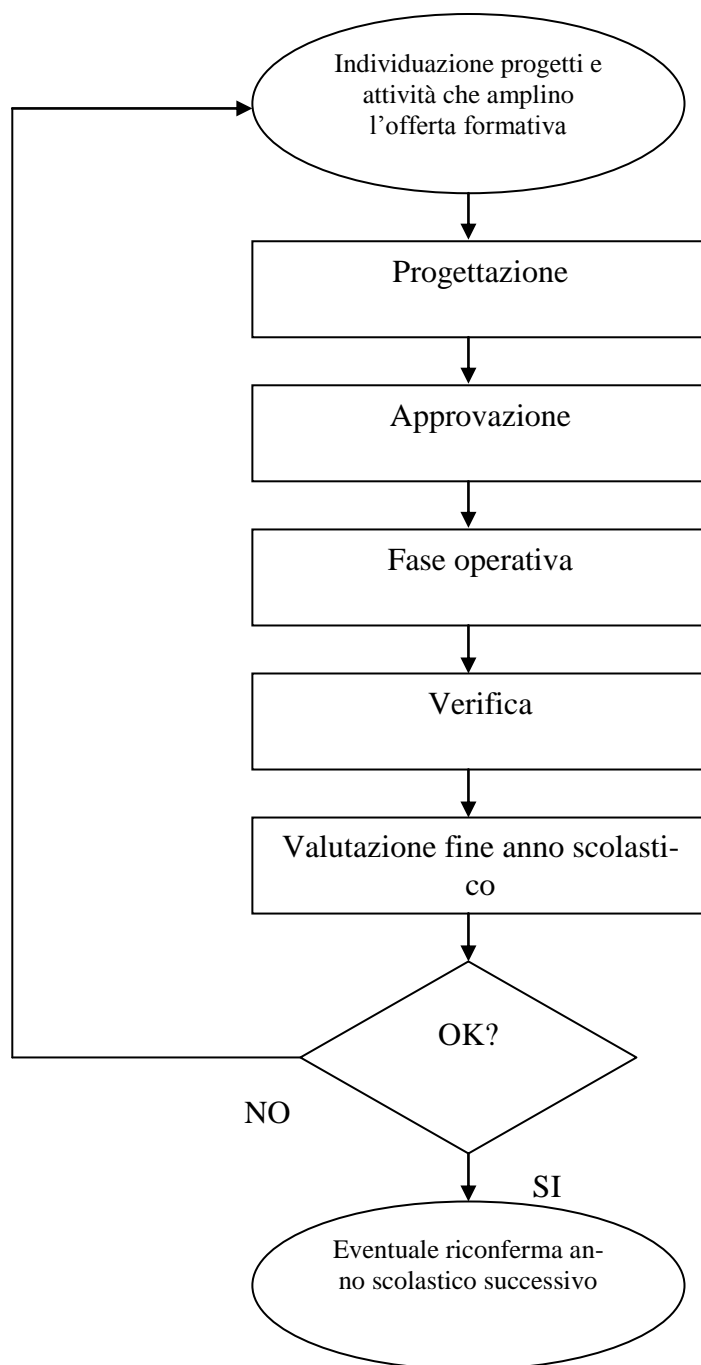 Individuazione progetti e
attività che amplino
l’offerta formativa
Progettazione
Approvazione
Fase operativa
Verifica
Valutazione fine anno scolasti-
co
OK?
NO
SI
Eventuale riconferma an-
no scolastico successivo